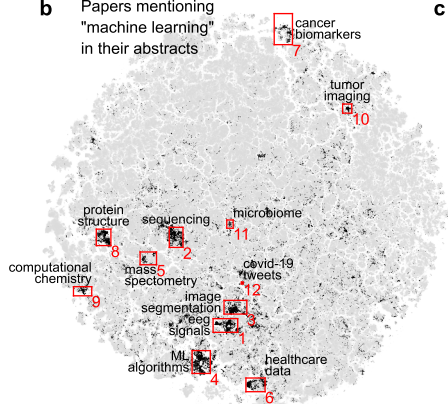 b
Papers mentioning
"machine learning"
in their abstracts
c
cancer
biomarkers
7
tumor
imaging
10
protein
structure
8
sequencing
2
microbiome
11
mass
spectometry
5
computational
chemistry
9
covid-19
tweets
12
image
segmentation
3
eeg
signals
1
ML
algorithms
4
healthcare
data
6